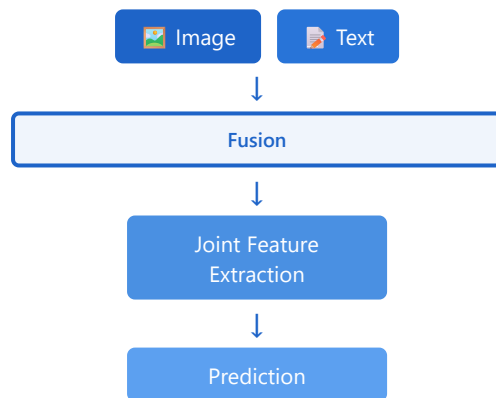 Image
Text
Fusion
Joint Feature
Extraction
Prediction